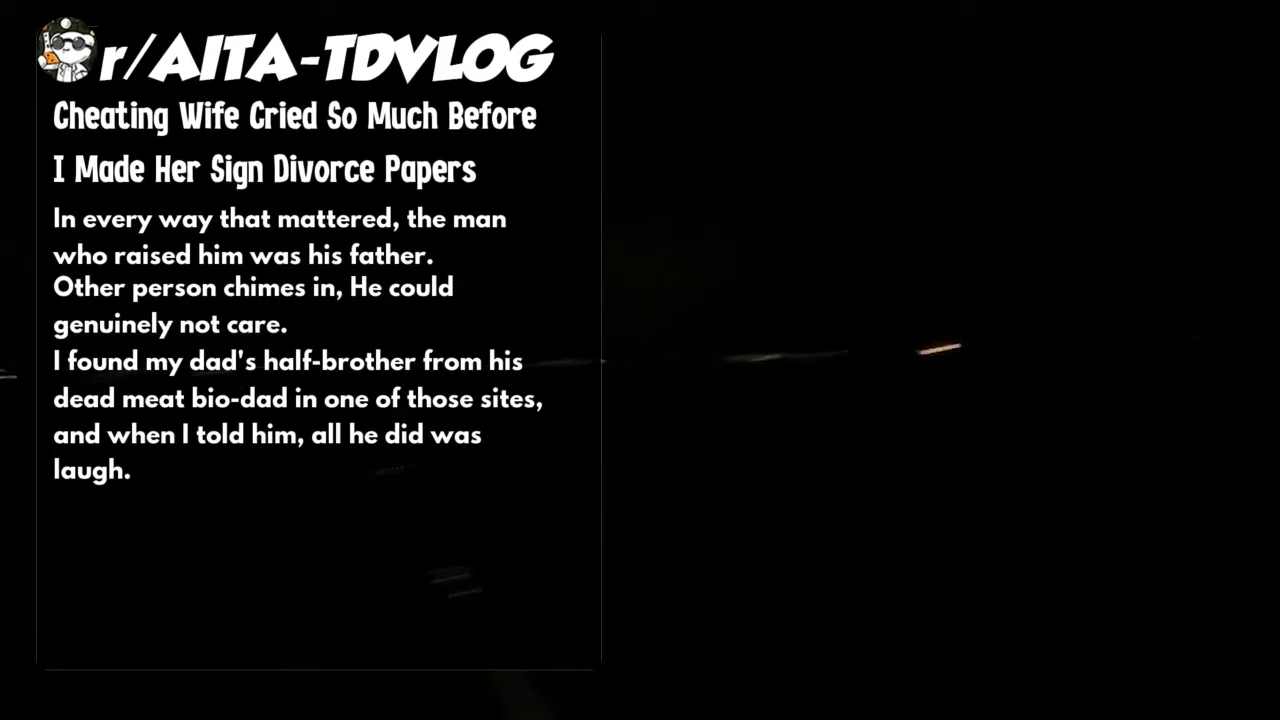 r/AITA-TDVLOG
Cheating Wife Cried So Much Before
I Made Her Sign Divorce Papers
In every way that mattered, the man
who raised him was his father.
Other person chimes in, He could
genuinely not care.
I found my dad's half-brother from his
dead meat bio-dad in one of those sites,
and when I told him, all he did was
laugh.